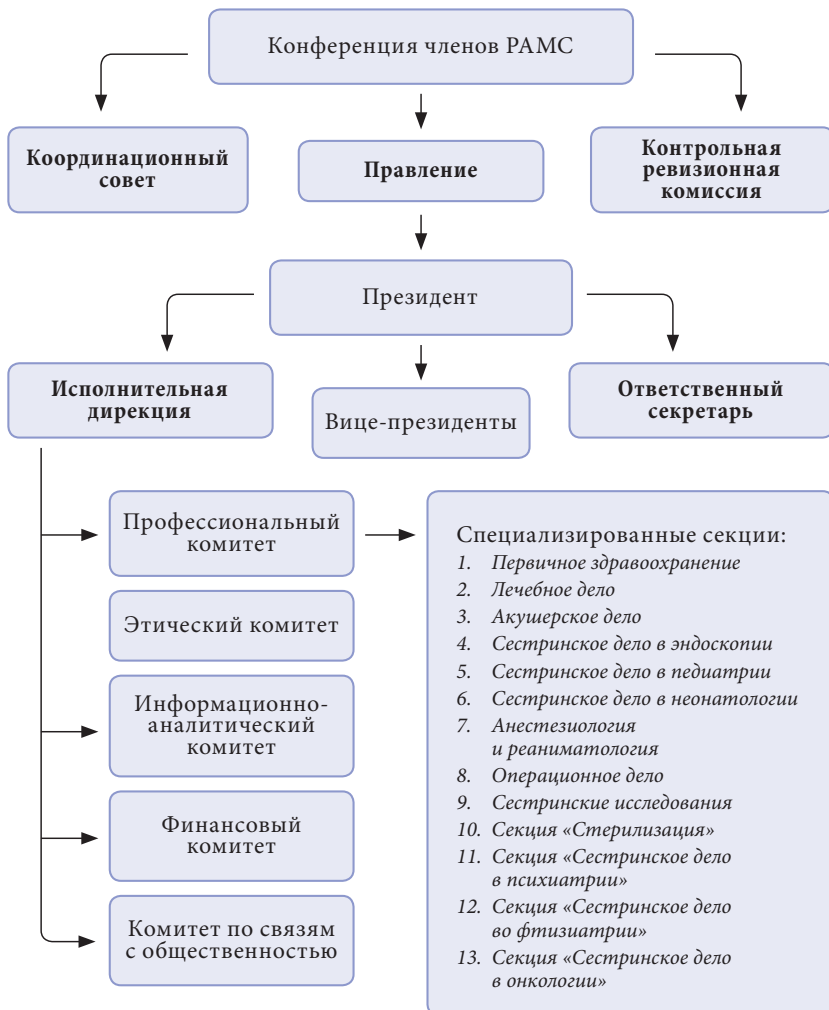 Конференция членов РАМС
Координационный
совет
Правление
Контрольная
ревизионная
комиссия
Президент
Исполнительная
дирекция
Вице-президенты
Ответственный
секретарь
Профессиональный
комитет
Этический комитет
Информационно-
аналитический
комитет
Финансовый
комитет
Комитет по связям
с общественностью
Специализированные секции:
1. Первичное здравоохранение
2. Лечебное дело
3. Акушерское дело
4. Сестринское дело в эндоскопии
5. Сестринское дело в педиатрии
6. Сестринское дело в неонатологии
7. Анестезиология
и реаниматология
8. Операционное дело
9. Сестринские исследования
10. Секция «Стерилизация»
11. Секция «Сестринское дело
в психиатрии»
12. Секция «Сестринское дело
во фтизиатрии»
13. Секция «Сестринское дело
в онкологии»